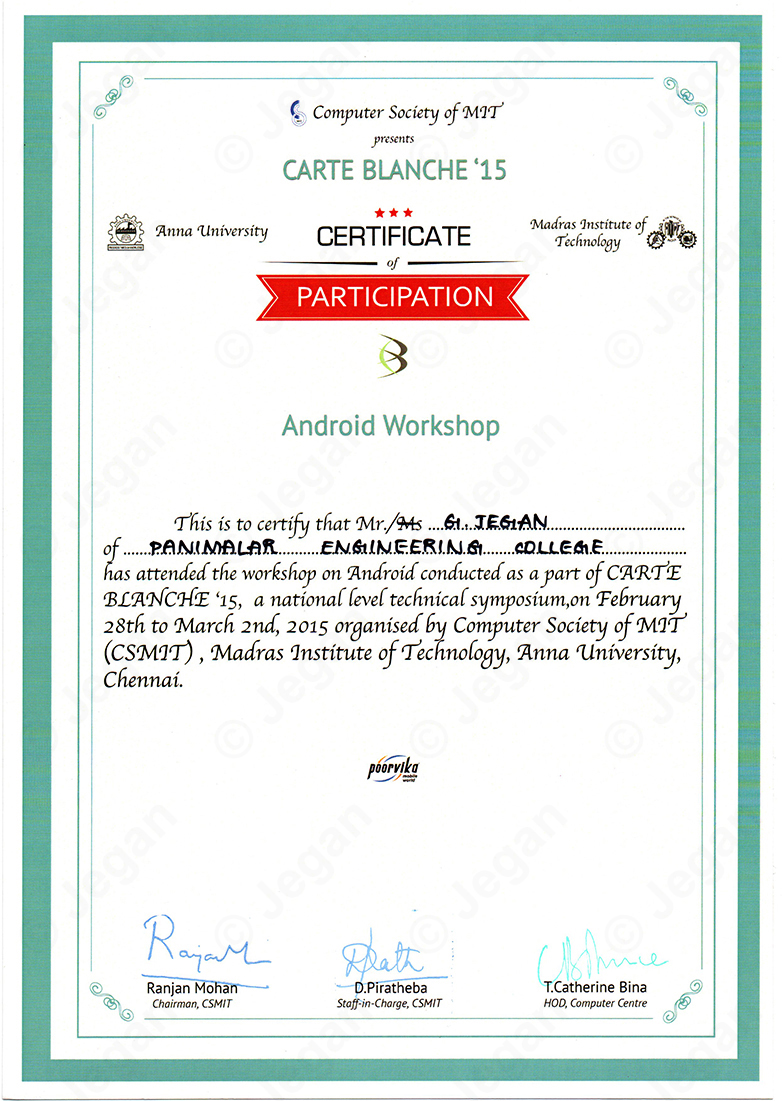 Computer Society of MIT
presents
CARTE BLANCHE ‘15
Anna University
CERTIFICATE
Madras Institute of
Technology
of
PARTICIPATION
Android Workshop
This is to certify that Mr./Ms ....G. JEGAN..........
of ......PANIMALAR ENGINEERING COLLEGE..........
has attended the workshop on Android conducted as a part of CARTE
BLANCHE ‘15, a national level technical symposium,on February
28th to March 2nd, 2015 organised by Computer Society of MIT
(CSMIT) , Madras Institute of Technology, Anna University,
Chennai.
poorvika
mobile
world
Ranjan Mohan
Chairman, CSMIT
D.Piratheba
Staff-in-Charge, CSMIT
T.Catherine Bina
HOD, Computer Centre
© Jegan